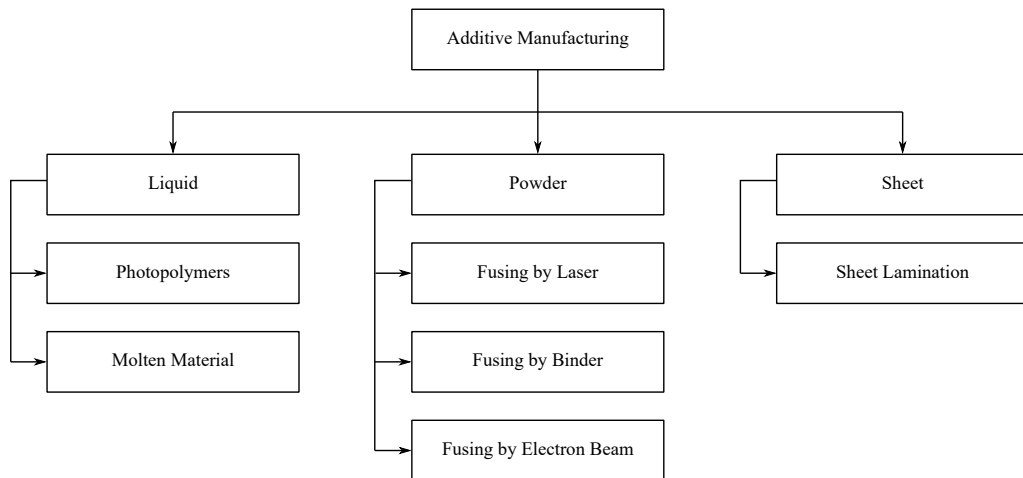 Additive Manufacturing
Liquid
Powder
Sheet
Photopolymers
Fusing by Laser
Sheet Lamination
Molten Material
Fusing by Binder
Fusing by Electron Beam